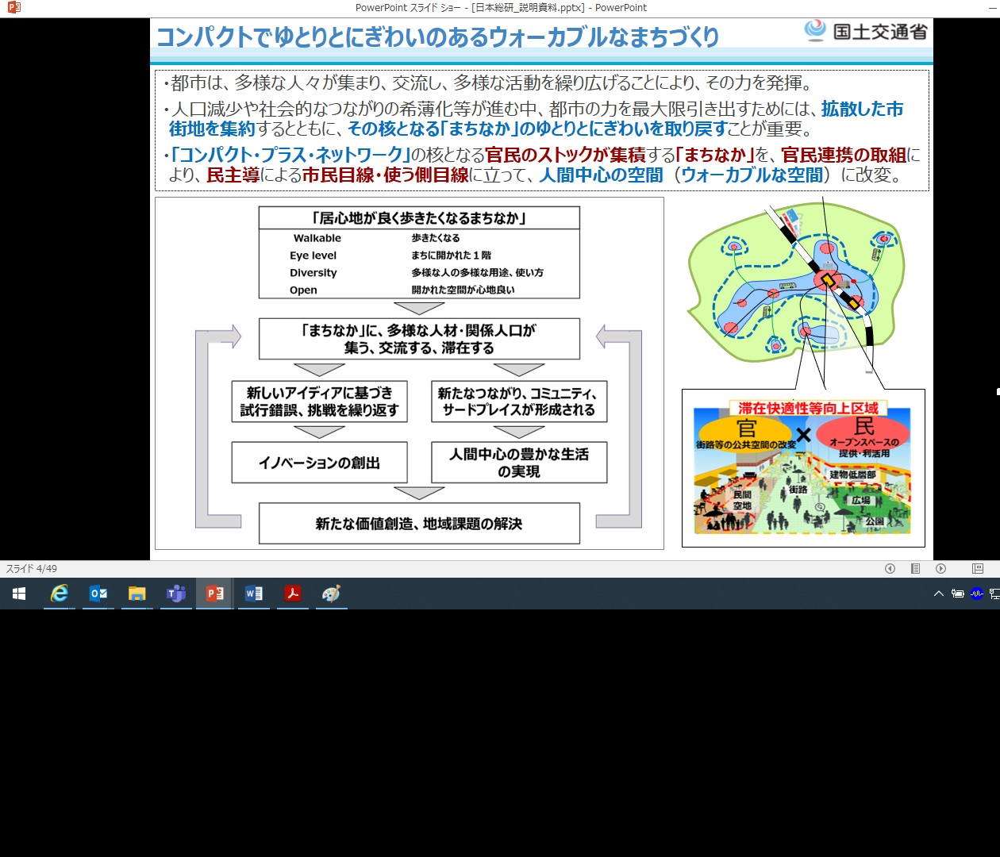 PowerPoint スライド ショー - [日本総研_説明資料.pptx] - PowerPoint
コンパクトでゆとりとにぎわいのあるウォーカブルなまちづくり
国土交通省
・都市は、多様な人々が集まり、交流し、多様な活動を繰り広げることにより、その力を発揮。
・人口減少や社会的なつながりの希薄化等が進む中、都市の力を最大限引き出すためには、拡散した市
街地を集約するとともに、その核となる「まちなか」のゆとりとにぎわいを取り戻すことが重要。
・「コンパクト・プラス・ネットワーク」の核となる官民のストックが集積する「まちなか」を、官民連携の取組に
より、民主導による市民目線・使う側目線に立って、人間中心の空間（ウォーカブルな空間）に改変。
「居心地が良く歩きたくなるまちなか」
Walkable 歩きたくなる
Eye level まちに開かれた１階
Diversity 多様な人の多様な用途、使い方
Open 開かれた空間が心地良い
「まちなか」に、多様な人材・関係人口が
集う、交流する、滞在する
新しいアイディアに基づき
試行錯誤、挑戦を繰り返す
新たなつながり、コミュニティ、
サードプレイスが形成される
イノベーションの創出
人間中心の豊かな生活
の実現
新たな価値創造、地域課題の解決
滞在快適性等向上区域
官
×
民
街路等の公共空間の改変
オープンスペースの
提供・利活用
建物低層部
民間
空地
街路
広場
公園
スライド 4/49